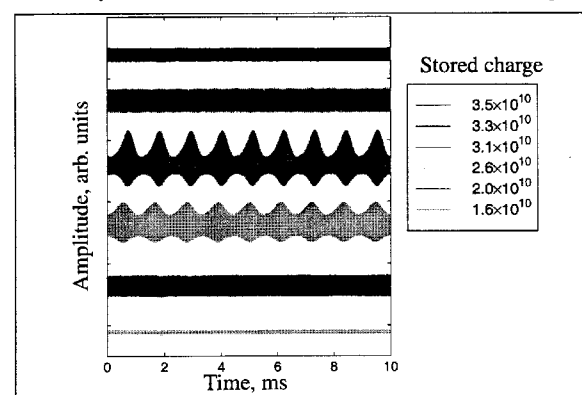 Amplitude, arb. units
0 2 4 6 8 10
Time, ms
Stored charge
3.5×10¹⁰
3.3×10¹⁰
3.1×10¹⁰
2.6×10¹⁰
2.0×10¹⁰
1.6×10¹⁰